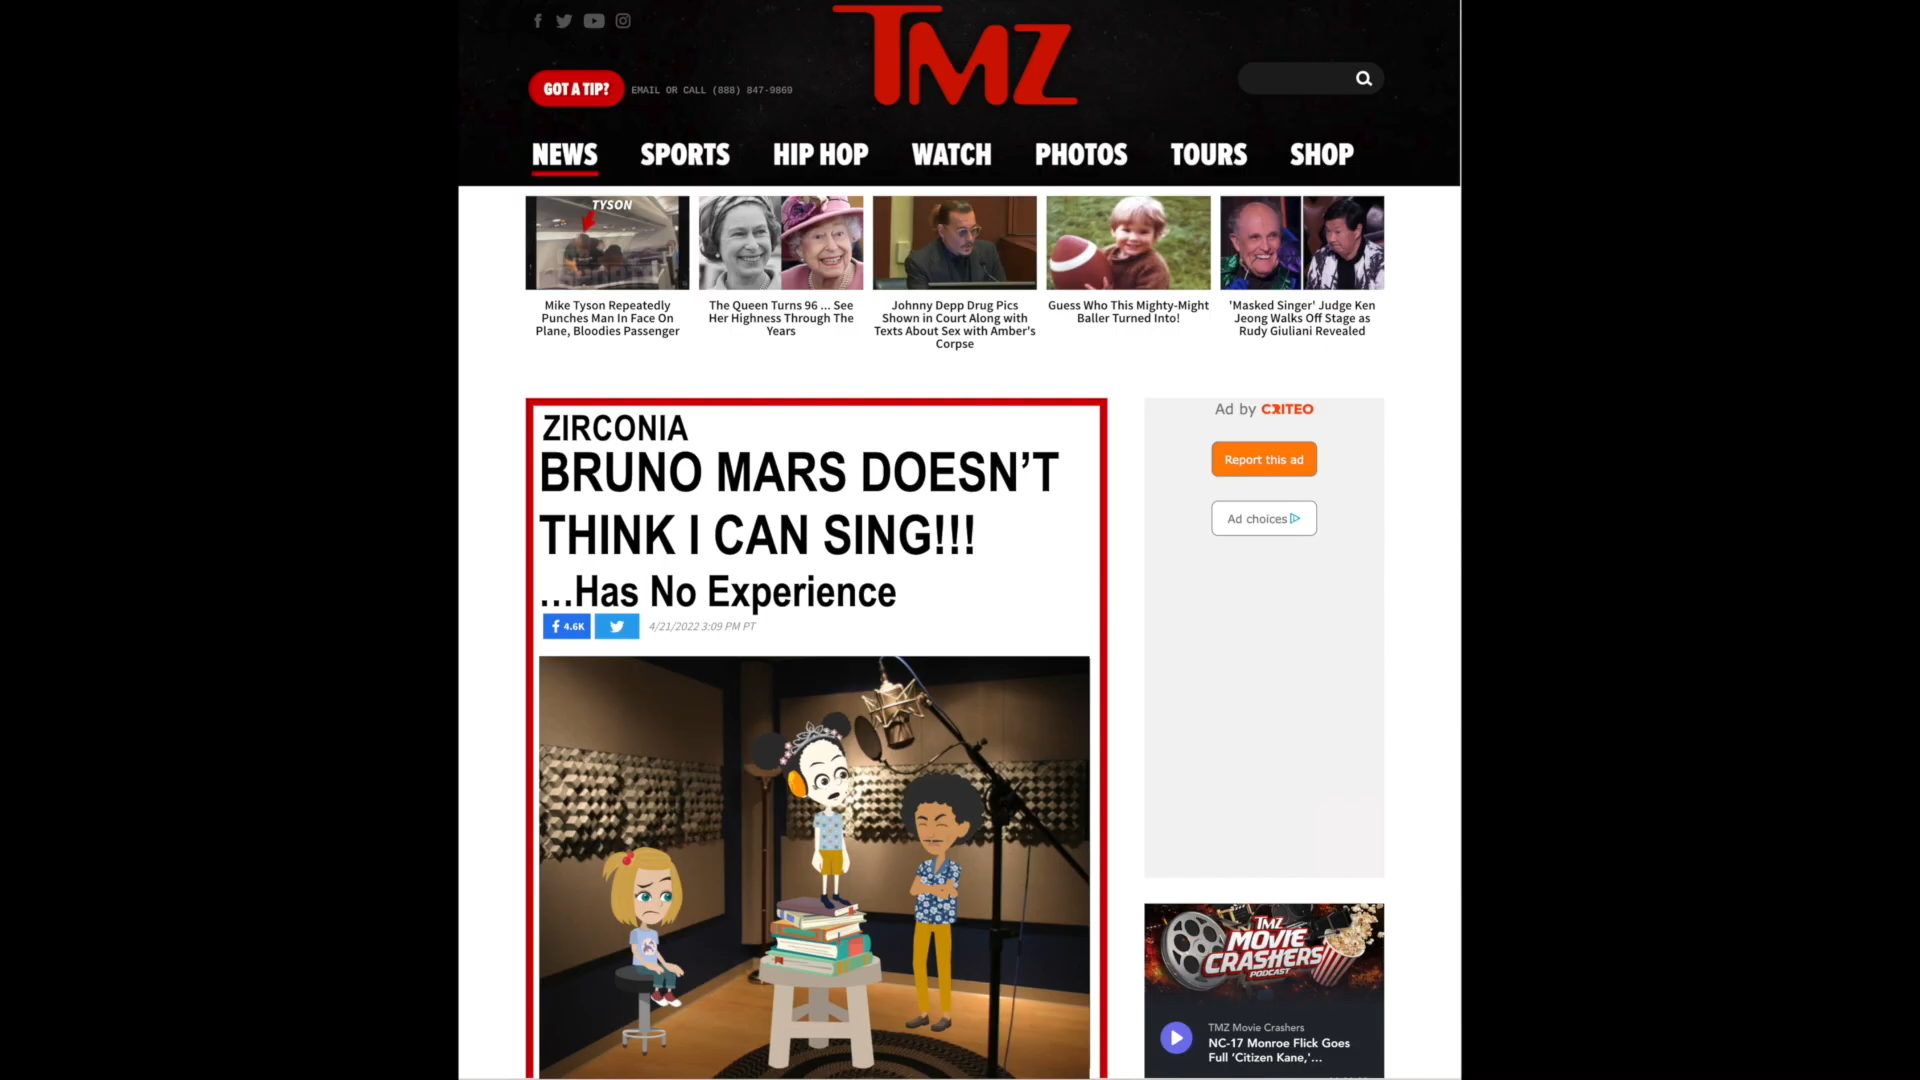 TMZ
GOT A TIP?
EMAIL OR CALL (888) 847-9869
NEWS
SPORTS
HIP HOP
WATCH
PHOTOS
TOURS
SHOP
TYSON
Mike Tyson Repeatedly
Punches Man In Face On
Plane, Bloodies Passenger
The Queen Turns 96 ... See
Her Highness Through The
Years
Johnny Depp Drug Pics
Shown in Court Along with
Texts About Sex with Amber's
Corpse
Guess Who This Mighty-Might
Baller Turned Into!
'Masked Singer' Judge Ken
Jeong Walks Off Stage as
Rudy Giuliani Revealed
ZIRCONIA
BRUNO MARS DOESN’T
THINK I CAN SING!!!
...Has No Experience
4.6K
4/21/2022 3:09 PM PT
Ad by CRITEO
Report this ad
Ad choices
TMZ
MOVIE
CRASHERS
PODCAST
TMZ Movie Crashers
NC-17 Monroe Flick Goes
Full 'Citizen Kane,'...